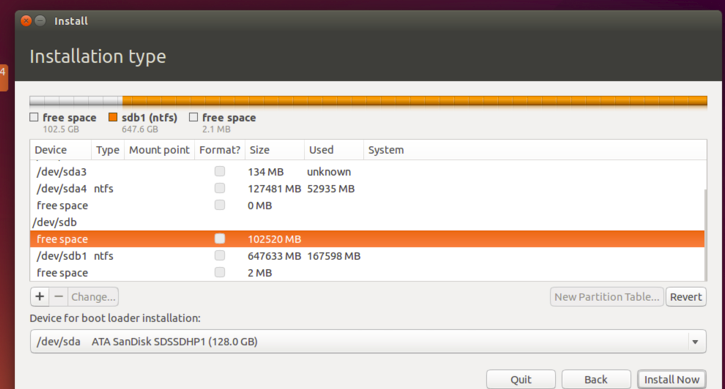 Install
Installation type
4
free space sdb1 (ntfs) free space
102.5 GB 647.6 GB 2.1 MB
Device Type Mount point Format? Size Used System
/dev/sda3 134 MB unknown
/dev/sda4 ntfs 127481 MB 52935 MB
free space 0 MB
/dev/sdb
free space 102520 MB
/dev/sdb1 ntfs 647633 MB 167598 MB
free space 2 MB
+ − Change... New Partition Table... Revert
Device for boot loader installation:
/dev/sda ATA SanDisk SDSSDHP1 (128.0 GB)
Quit Back Install Now